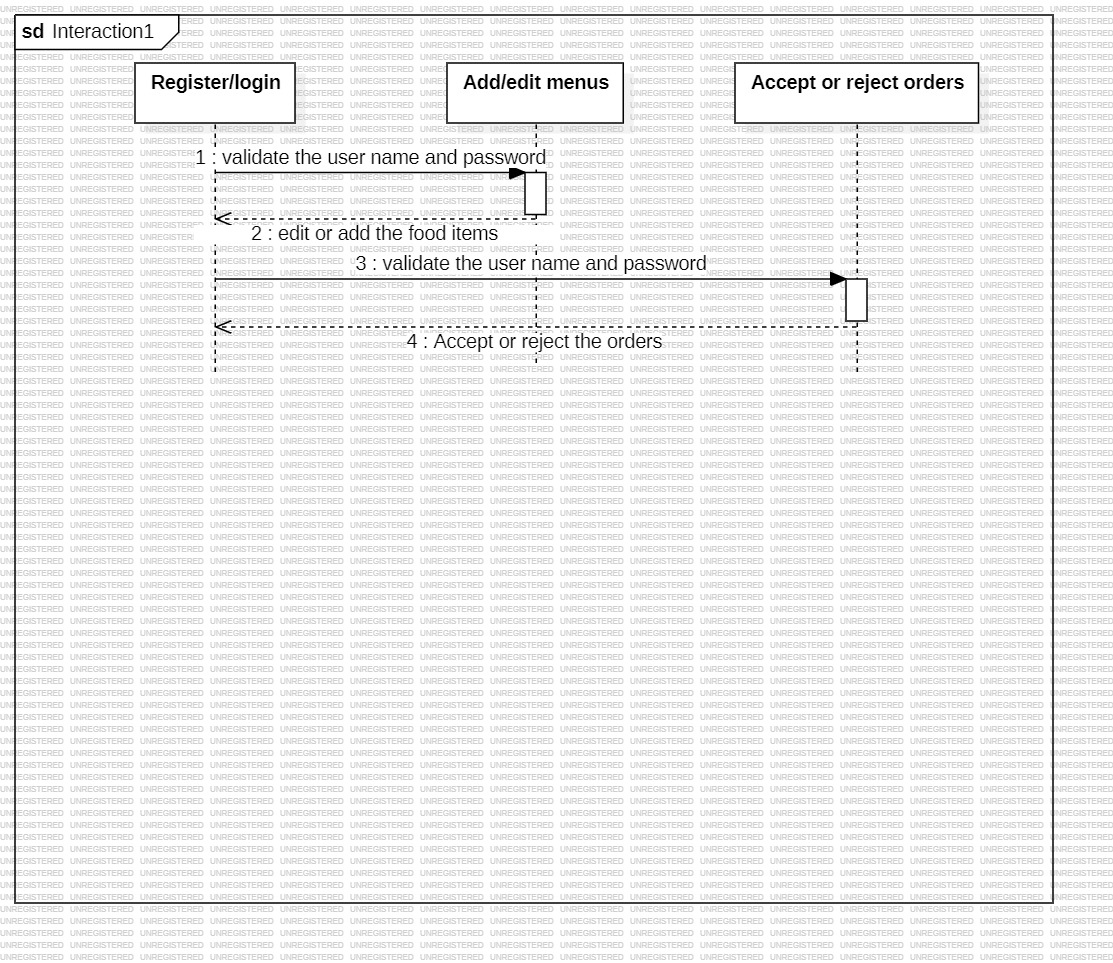 sd Interaction1
Register/login
Add/edit menus
Accept or reject orders
1 : validate the user name and password
2 : edit or add the food items
3 : validate the user name and password
4 : Accept or reject the orders
UNREGISTERED